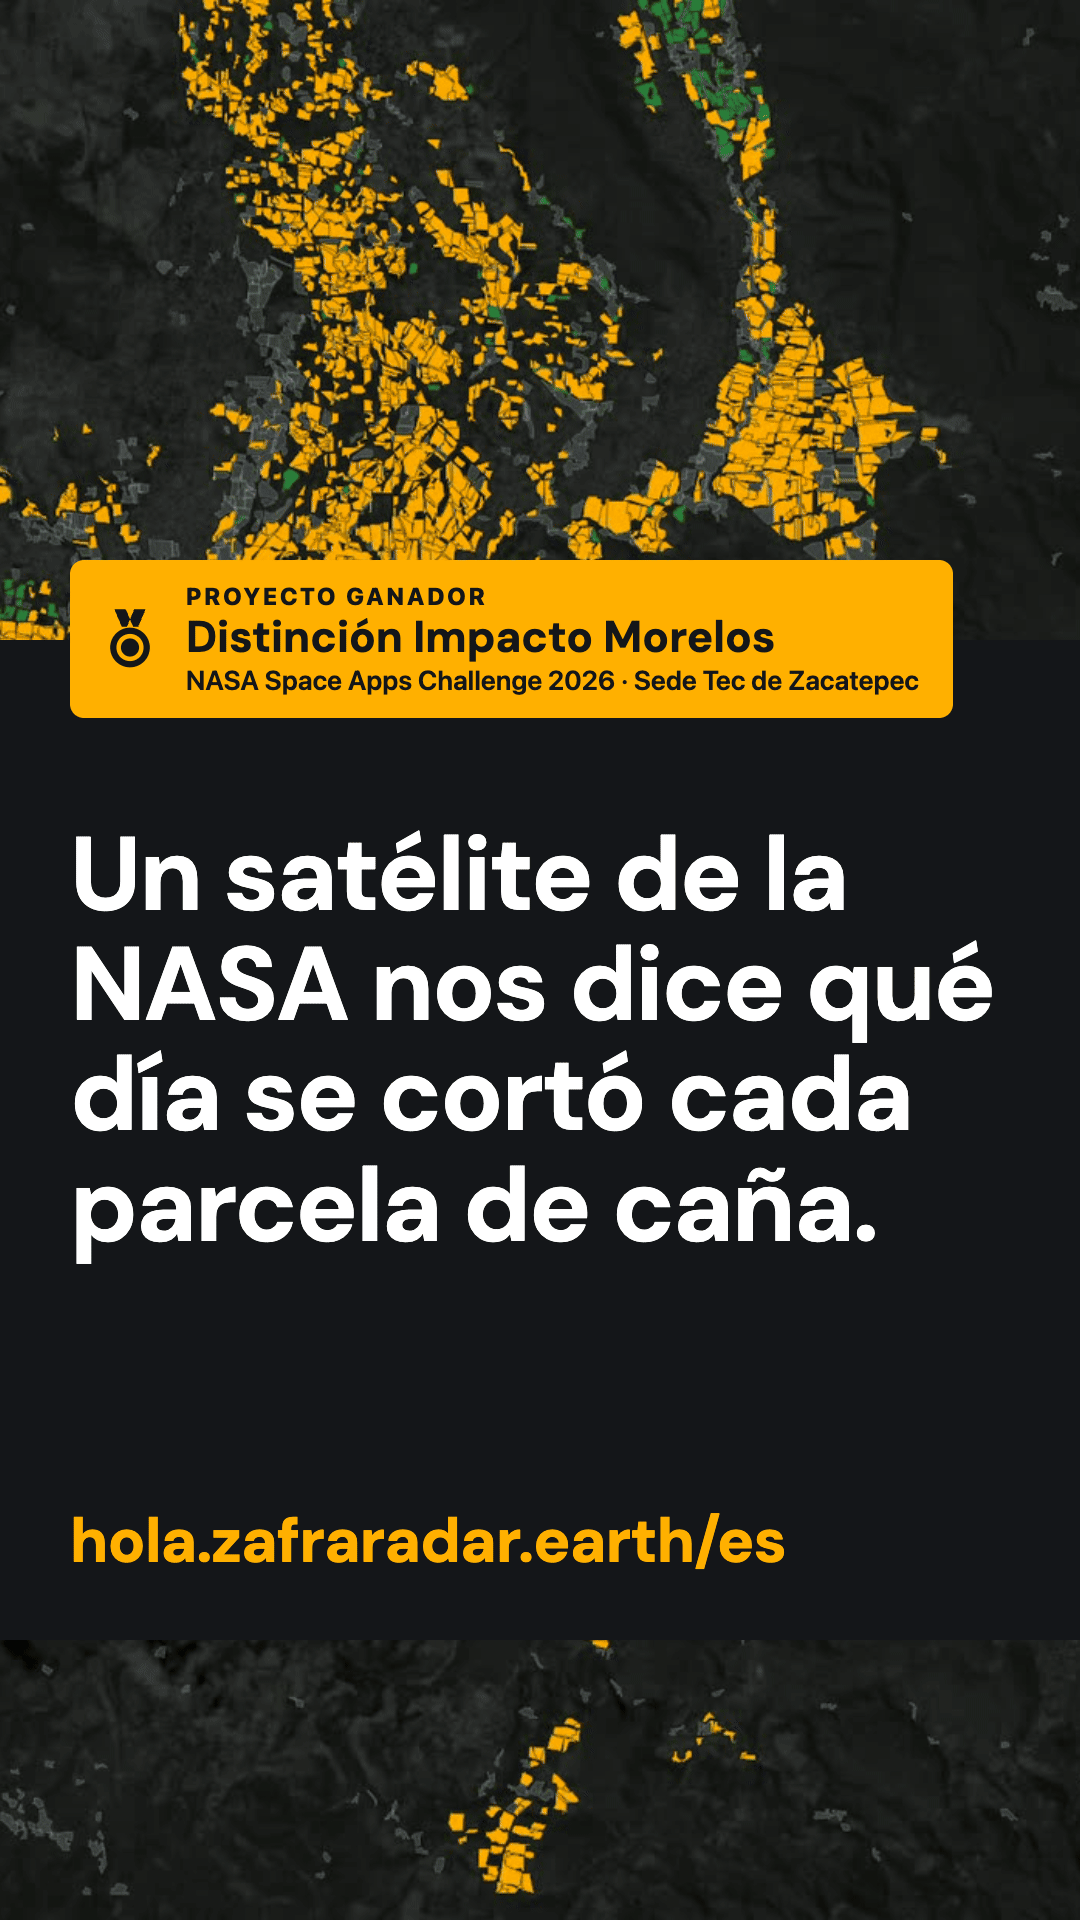 PROYECTO GANADOR
Distinción Impacto Morelos
NASA Space Apps Challenge 2026 · Sede Tec de Zacatepec
Un satélite de la
NASA nos dice qué
día se cortó cada
parcela de caña.
hola.zafraradar.earth/es